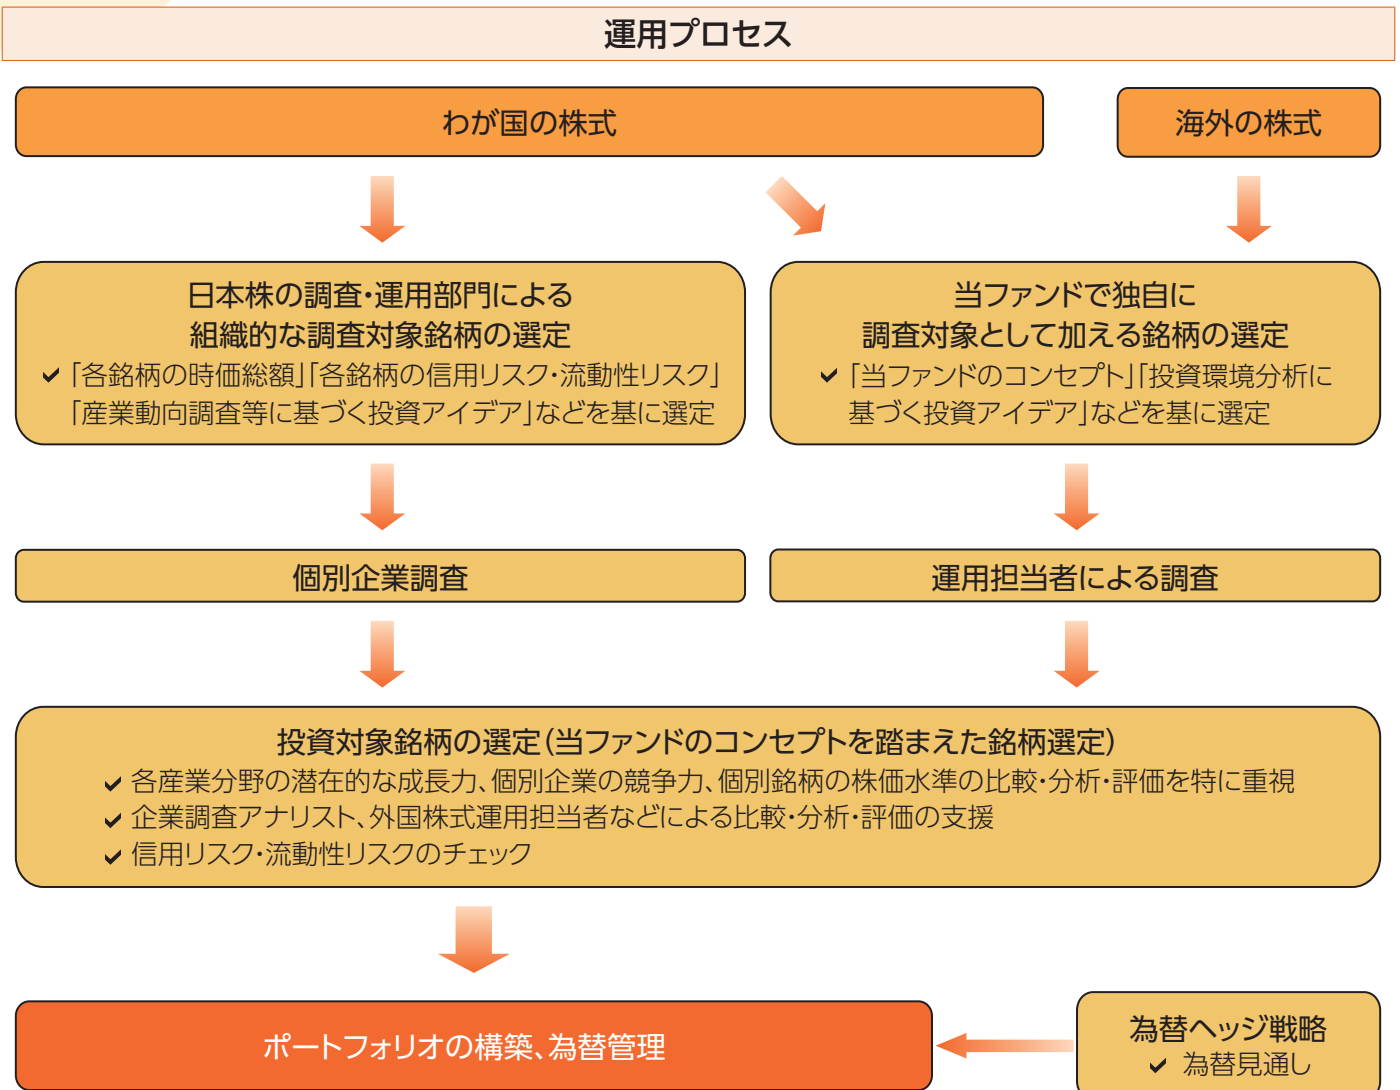 運用プロセス
わが国の株式
海外の株式
日本株の調査・運用部門による
組織的な調査対象銘柄の選定
「各銘柄の時価総額」「各銘柄の信用リスク・流動性リスク」
「産業動向調査等に基づく投資アイデア」などを基に選定
当ファンドで独自に
調査対象として加える銘柄の選定
「当ファンドのコンセプト」「投資環境分析に
基づく投資アイデア」などを基に選定
個別企業調査
運用担当者による調査
投資対象銘柄の選定(当ファンドのコンセプトを踏まえた銘柄選定)
各産業分野の潜在的な成長力、個別企業の競争力、個別銘柄の株価水準の比較・分析・評価を特に重視
企業調査アナリスト、外国株式運用担当者などによる比較・分析・評価の支援
信用リスク・流動性リスクのチェック
ポートフォリオの構築、為替管理
為替ヘッジ戦略
為替見通し